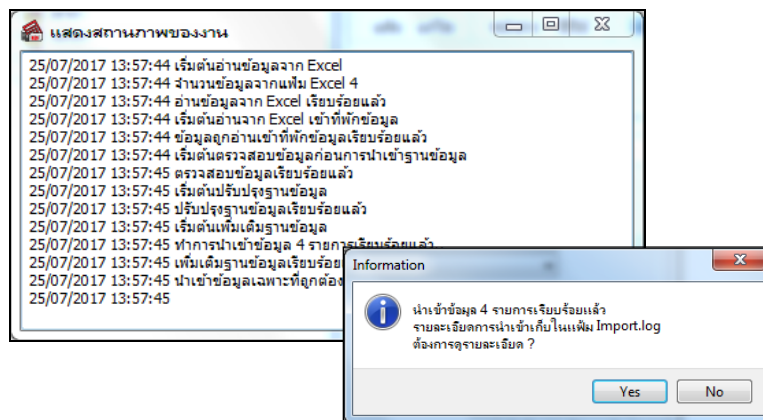 แสดงสถานภาพของงาน
25/07/2017 13:57:44 เริ่มต้นอ่านข้อมูลจาก Excel
25/07/2017 13:57:44 จำนวนข้อมูลจากแฟ้ม Excel 4
25/07/2017 13:57:44 อ่านข้อมูลจาก Excel เรียบร้อยแล้ว
25/07/2017 13:57:44 เริ่มต้นอ่านจาก Excel เข้าที่พักข้อมูล
25/07/2017 13:57:44 ข้อมูลถูกอ่านเข้าที่พักข้อมูลเรียบร้อยแล้ว
25/07/2017 13:57:44 เริ่มต้นตรวจสอบข้อมูลก่อนการนำเข้าฐานข้อมูล
25/07/2017 13:57:45 ตรวจสอบข้อมูลเรียบร้อยแล้ว
25/07/2017 13:57:45 เริ่มต้นปรับปรุงฐานข้อมูล
25/07/2017 13:57:45 ปรับปรุงฐานข้อมูลเรียบร้อยแล้ว
25/07/2017 13:57:45 เริ่มต้นเพิ่มเติมฐานข้อมูล
25/07/2017 13:57:45 ทำการนำเข้าข้อมูล 4 รายการเรียบร้อยแล้ว
25/07/2017 13:57:45 เพิ่มเติมฐานข้อมูลเรียบร้อย
25/07/2017 13:57:45 นำเข้าข้อมูลเฉพาะที่ถูกต้อง
25/07/2017 13:57:45
Information
นำเข้าข้อมูล 4 รายการเรียบร้อยแล้ว
รายละเอียดการนำเข้าเก็บในแฟ้ม Import.log
ต้องการดูรายละเอียด ?
Yes No